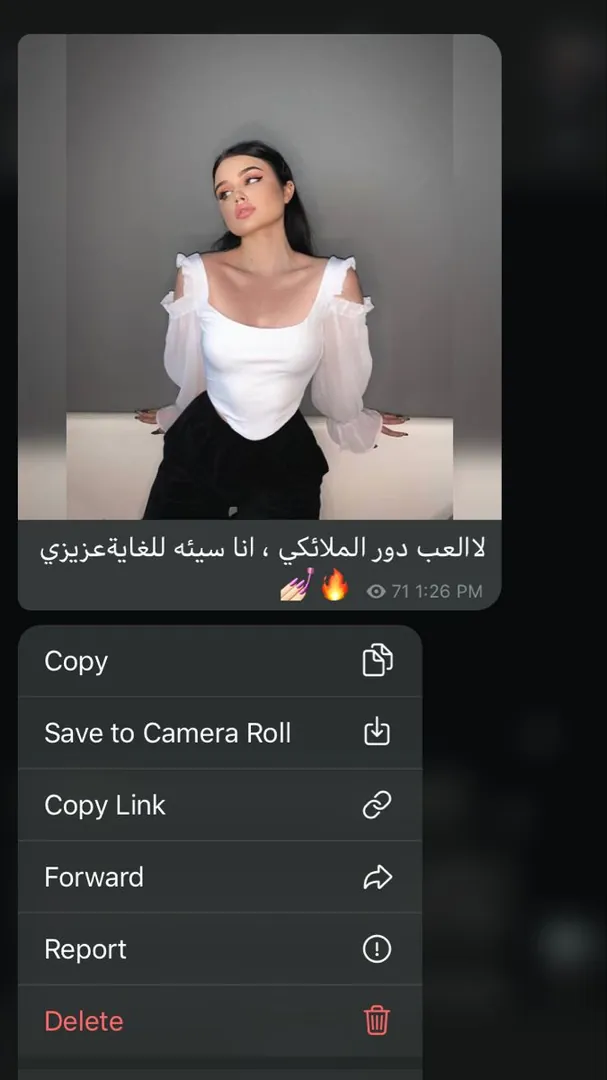 لاالعب دور الملائكي ، انا سيئه للغايةعزيزي
🔥💅🏻 71 1:26 PM
Copy
Save to Camera Roll
Copy Link
Forward
Report
Delete